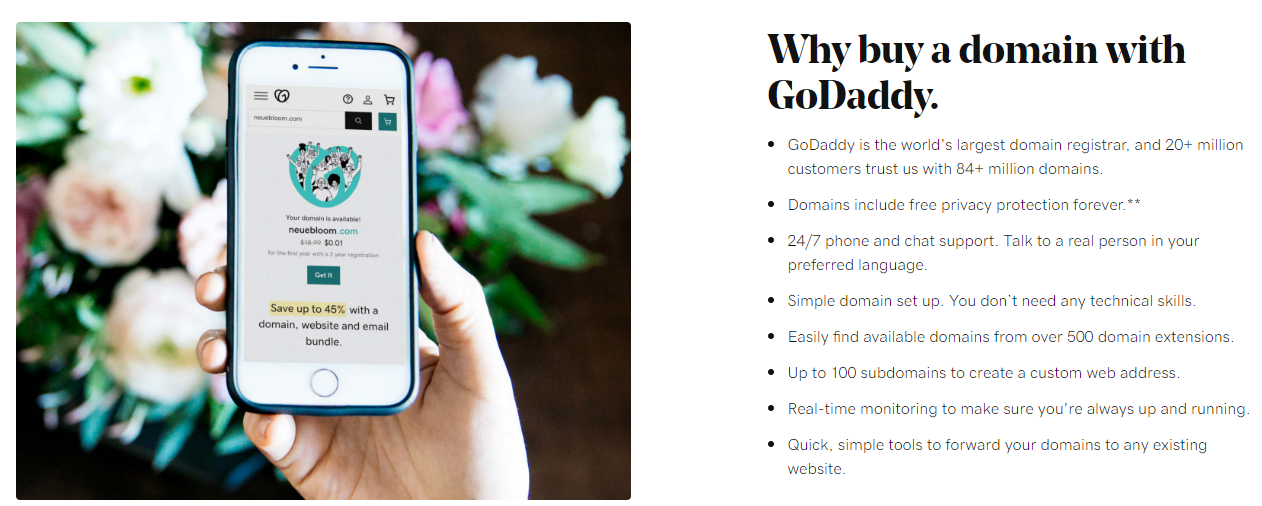 neuebloom.com
Your domain is available!
neuebloom.com
$18.99 $0.01
for the first year with a 2 year registration
Get It
Save up to 45% with a
domain, website and email
bundle.
Why buy a domain with
GoDaddy.
• GoDaddy is the world's largest domain registrar, and 20+ million
customers trust us with 84+ million domains.
• Domains include free privacy protection forever.**
• 24/7 phone and chat support. Talk to a real person in your
preferred language.
• Simple domain set up. You don't need any technical skills.
• Easily find available domains from over 500 domain extensions.
• Up to 100 subdomains to create a custom web address.
• Real-time monitoring to make sure you're always up and running.
• Quick, simple tools to forward your domains to any existing
website.